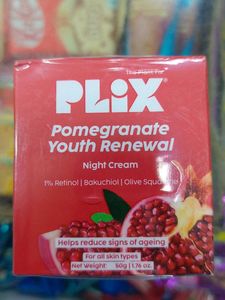 The Plant Fix
PLiX
Pomegranate
Youth Renewal
Night Cream
1% Retinol | Bakuchiol | Olive Squalane
Helps reduce signs of ageing
For all skin types
Net Weight: 50g | 1.76 oz.